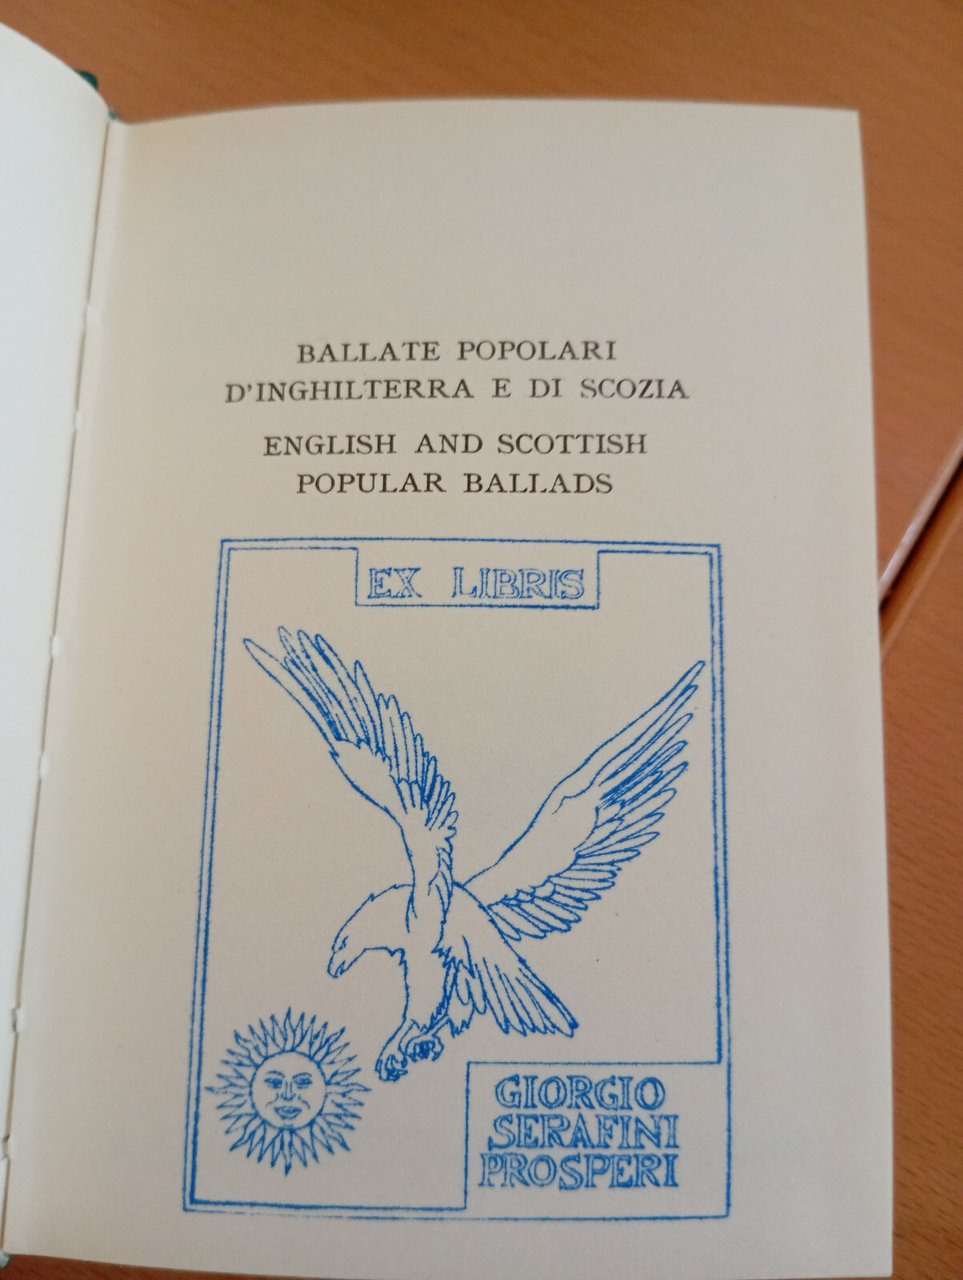 BALLATE POPOLARI
D'INGHILTERRA E DI SCOZIA
ENGLISH AND SCOTTISH
POPULAR BALLADS
EX LIBRIS
GIORGIO
SERAFINI
PROSPERI